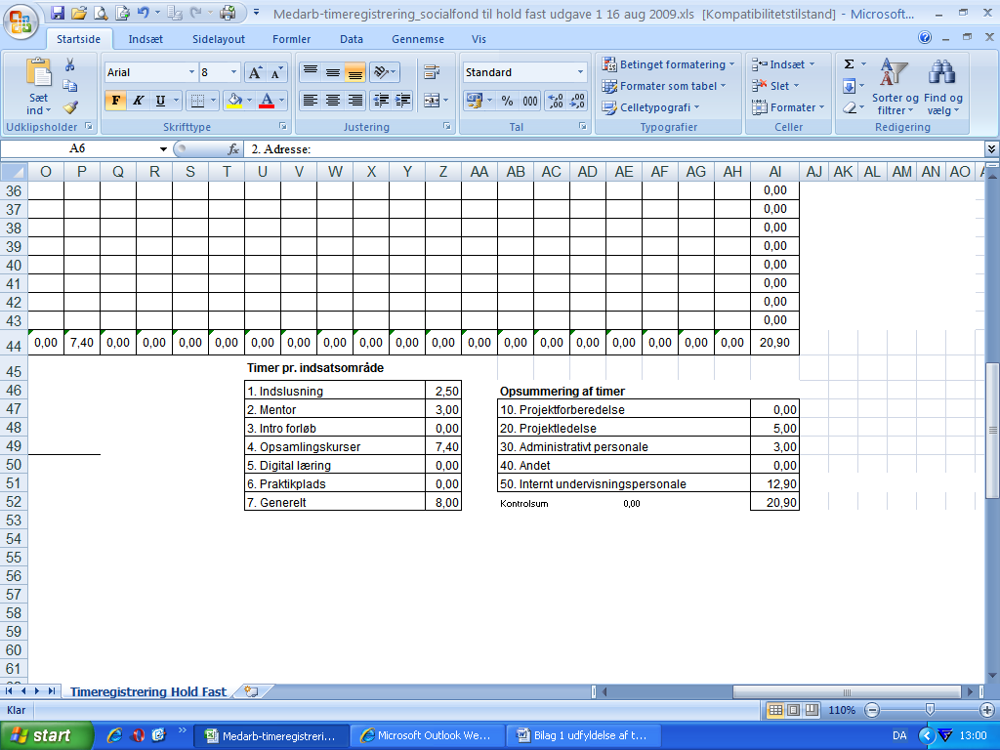 Medarb-timeregistrering_socialfond til hold fast udgave 1 16 aug 2009.xls [Kompatibilitetstilstand] - Microsoft...
Startside Indsæt Sidelayout Formler Data Gennemse Vis
Sæt ind
Arial 8
F K U
Standard
% 000
Betinget formatering
Formater som tabel
Celletypografi
Indsæt
Slet
Formater
Σ
Sorter og filtrer
Find og vælg
Udklipsholder Skrifttype Justering Tal Typografier Celler Redigering
A6 fx 2. Adresse:
O P Q R S T U V W X Y Z AA AB AC AD AE AF AG AH AI AJ AK AL AM AN AO
36 0,00
37 0,00
38 0,00
39 0,00
40 0,00
41 0,00
42 0,00
43 0,00
44 0,00 7,40 0,00 0,00 0,00 0,00 0,00 0,00 0,00 0,00 0,00 0,00 0,00 0,00 0,00 0,00 0,00 0,00 0,00 0,00 20,90
45 Timer pr. indsatsområde
46 1. Indslusning 2,50 Opsummering af timer
47 2. Mentor 3,00 10. Projektforberedelse 0,00
48 3. Intro forløb 0,00 20. Projektledelse 5,00
49 4. Opsamlingskurser 7,40 30. Administrativt personale 3,00
50 5. Digital læring 0,00 40. Andet 0,00
51 6. Praktikplads 0,00 50. Internt undervisningspersonale 12,90
52 7. Generelt 8,00 Kontrolsum 0,00 20,90
53
54
55
56
57
58
59
60
61
Timeregistrering Hold Fast
Klar 110%
start Medarb-timeregistreri... Microsoft Outlook We... Bilag 1 udfyldelse af t... DA 13:00